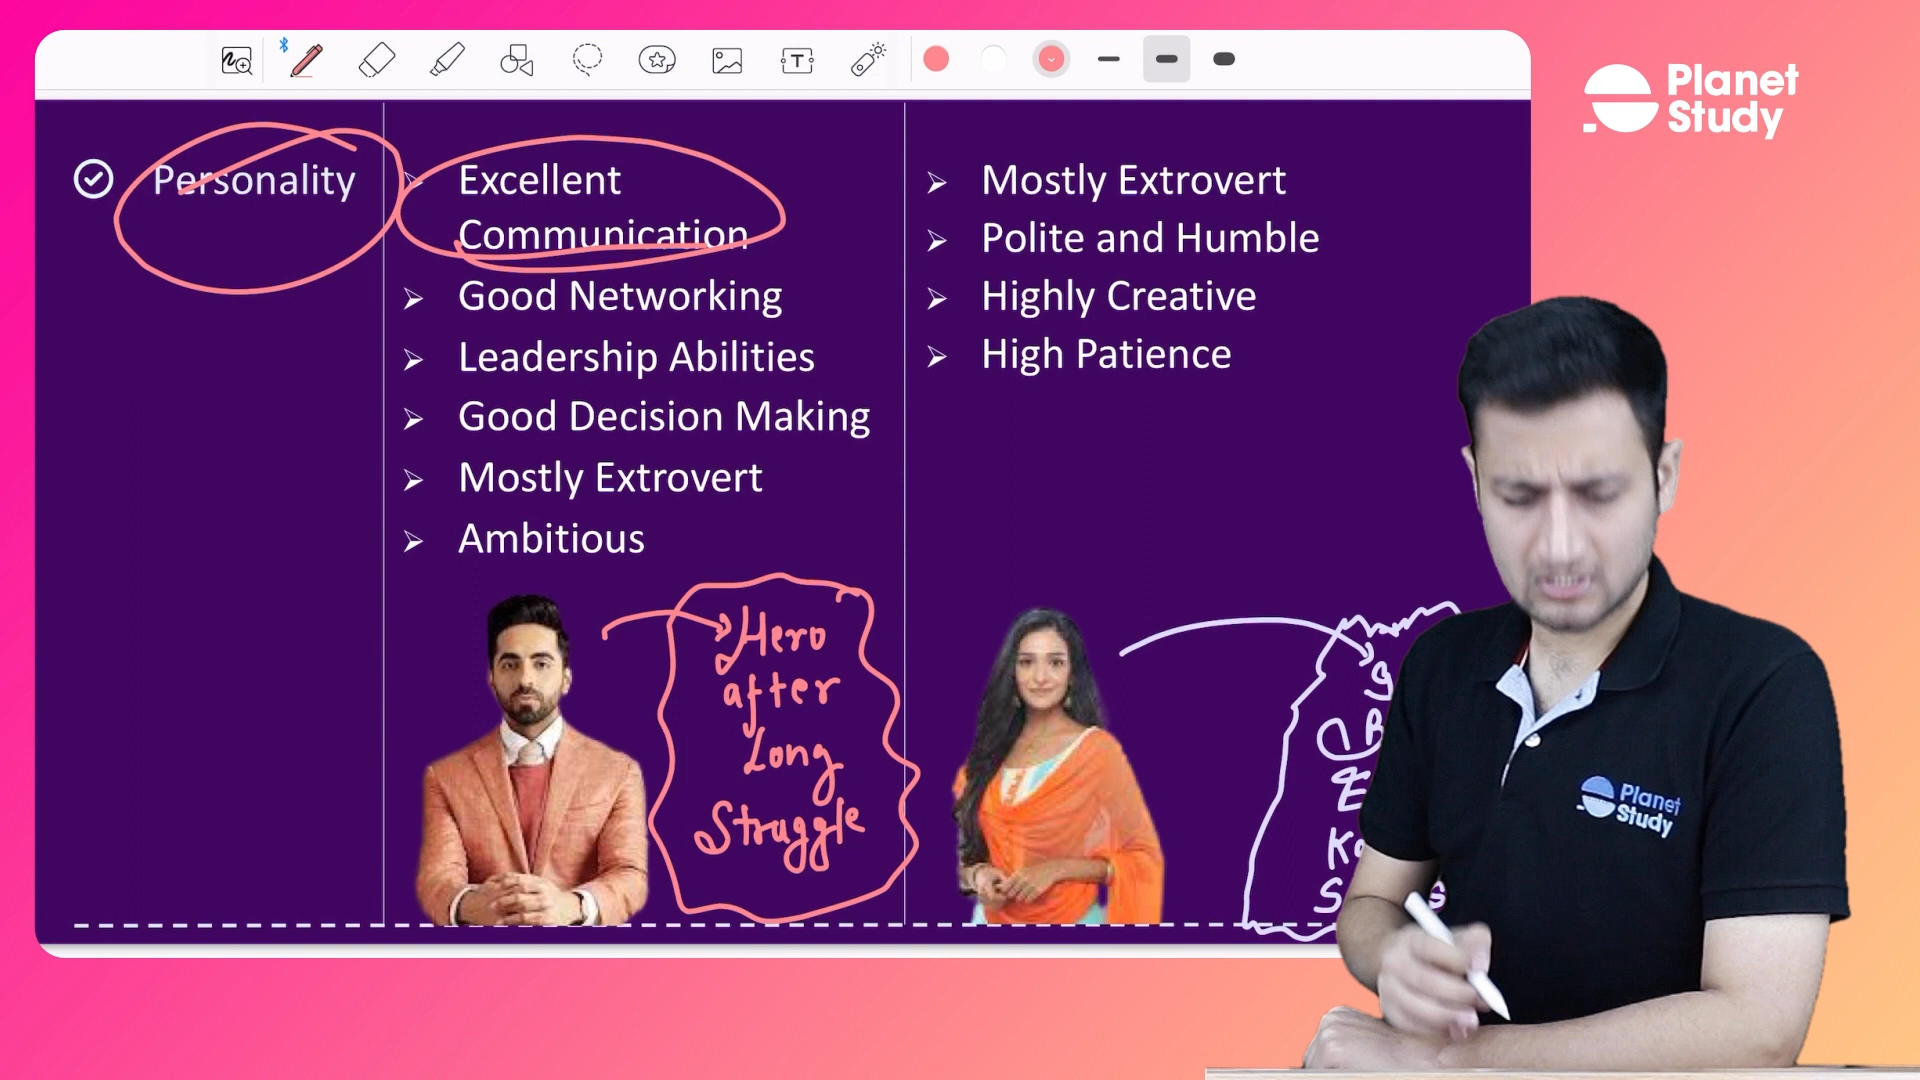 Planet
Study
Personality
Excellent
Communication
Good Networking
Leadership Abilities
Good Decision Making
Mostly Extrovert
Ambitious
Mostly Extrovert
Polite and Humble
Highly Creative
High Patience
Hero
after
Long
Struggle
Planet
Study